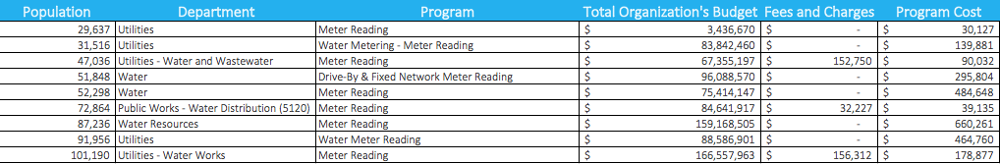 Population Department Program Total Organization's Budget Fees and Charges Program Cost
29,637 Utilities Meter Reading $ 3,436,670 $ - $ 30,127
31,516 Utilities Water Metering - Meter Reading $ 83,842,460 $ - $ 139,881
47,036 Utilities - Water and Wastewater Meter Reading $ 67,355,197 $ 152,750 $ 90,032
51,848 Water Drive-By & Fixed Network Meter Reading $ 96,088,570 $ - $ 295,804
52,298 Water Meter Reading $ 75,414,147 $ - $ 484,648
72,864 Public Works - Water Distribution (5120) Meter Reading $ 84,641,917 $ 32,227 $ 39,135
87,236 Water Resources Meter Reading $ 159,168,505 $ - $ 660,261
91,956 Utilities Water Meter Reading $ 88,586,901 $ - $ 464,760
101,190 Utilities - Water Works Meter Reading $ 166,557,963 $ 156,312 $ 178,877